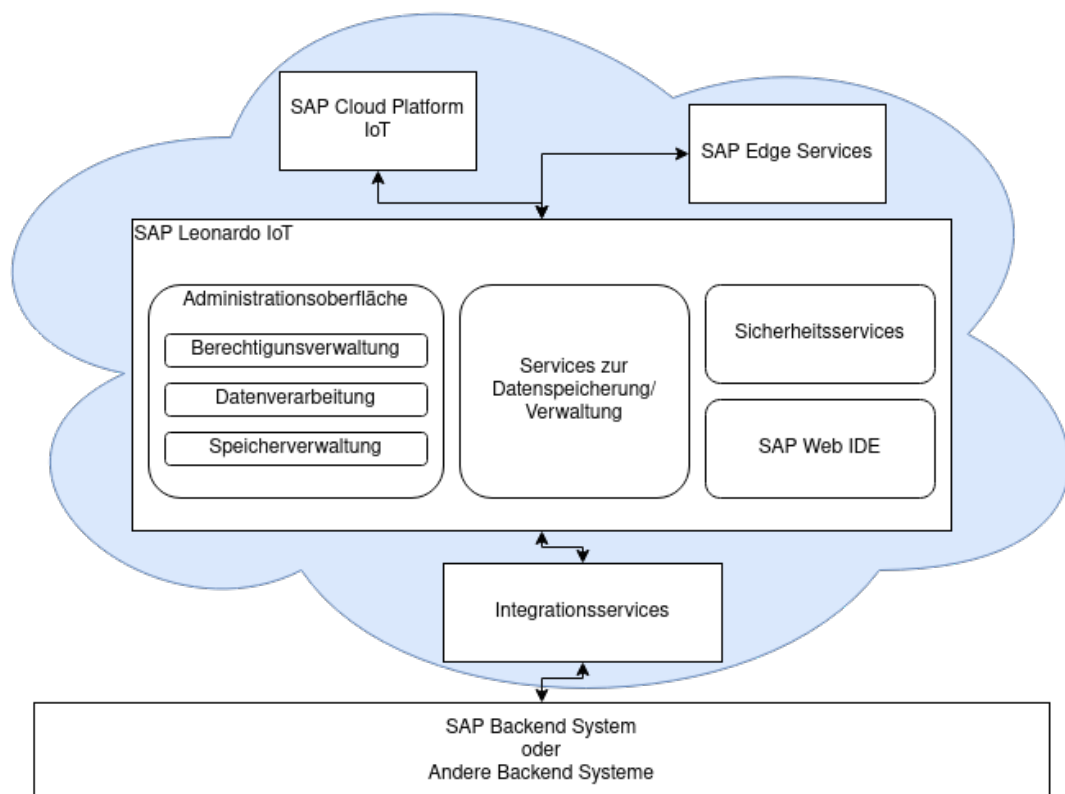 SAP Cloud Platform
IoT
SAP Edge Services
SAP Leonardo IoT
Administrationsoberfläche
Berechtigunsverwaltung
Datenverarbeitung
Speicherverwaltung
Services zur
Datenspeicherung/
Verwaltung
Sicherheitsservices
SAP Web IDE
Integrationsservices
SAP Backend System
oder
Andere Backend Systeme